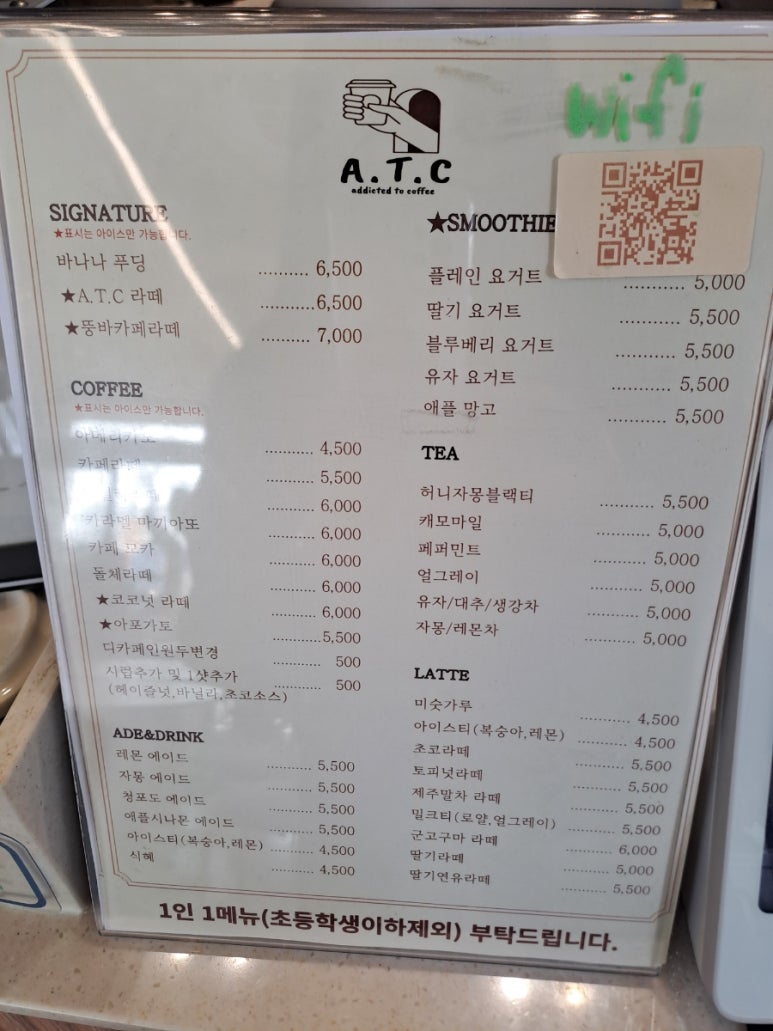 wifi
A.T.C
addicted to coffee
SIGNATURE
★표시는 아이스만 가능합니다.
바나나 푸딩 .......... 6,500
★A.T.C 라떼 ...........6,500
★뚱바카페라떼 .......... 7,000
COFFEE
★표시는 아이스만 가능합니다.
아메리카노 .......... 4,500
카페라떼 .......... 5,500
.......... 6,000
카라멜 마끼아또 .......... 6,000
카페 모카 .......... 6,000
돌체라떼 .......... 6,000
★코코넛 라떼 .......... 6,000
★아포가토 ...........5,500
디카페인원두변경 ........... 500
시럽추가 및 1샷추가 ........... 500
(헤이즐넛,바닐라,초코소스)
ADE&DRINK
레몬 에이드 ........... 5,500
자몽 에이드 ........... 5,500
청포도 에이드 ........... 5,500
애플시나몬 에이드 ........... 5,500
아이스티(복숭아,레몬) ........... 4,500
식혜 ........... 4,500
★SMOOTHIE
플레인 요거트 ........... 5,000
딸기 요거트 ........... 5,500
블루베리 요거트 ........... 5,500
유자 요거트 ........... 5,500
애플 망고 ........... 5,500
TEA
허니자몽블랙티 ........... 5,500
캐모마일 ........... 5,000
페퍼민트 ........... 5,000
얼그레이 ........... 5,000
유자/대추/생강차 ........... 5,000
자몽/레몬차 ........... 5,000
LATTE
미숫가루 ........... 4,500
아이스티(복숭아,레몬) ........... 4,500
초코라떼 ........... 5,500
토피넛라떼 ........... 5,500
제주말차 라떼 ........... 5,500
밀크티(로얄,얼그레이) ........... 5,500
군고구마 라떼 ........... 6,000
딸기라떼 ........... 5,000
딸기연유라떼 ........... 5,500
1인 1메뉴(초등학생이하제외) 부탁드립니다.